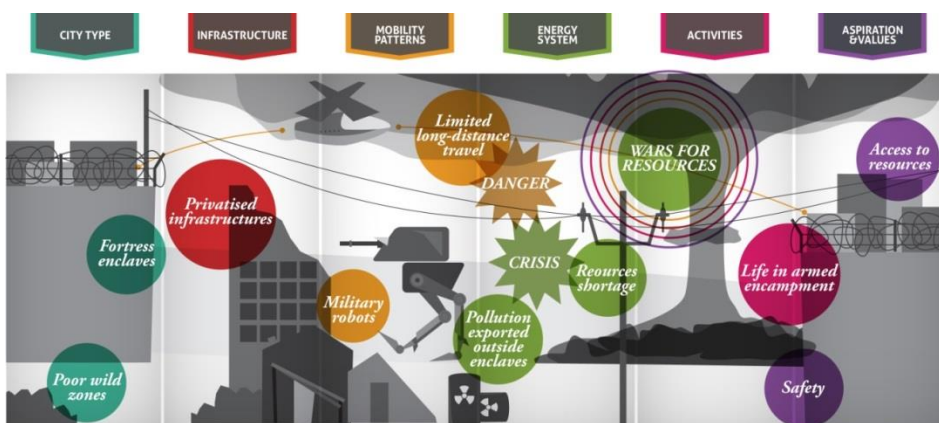 CITY TYPE
INFRASTRUCTURE
MOBILITY
PATTERNS
ENERGY
SYSTEM
ACTIVITIES
ASPIRATION
&VALUES
Limited
long-distance
travel
WARS FOR
RESOURCES
Access to
resources
DANGER
Privatised
infrastructures
Fortress
enclaves
CRISIS
Reources
shortage
Life in armed
encampment
Military
robots
Pollution
exported
outside
enclaves
Poor wild
zones
Safety